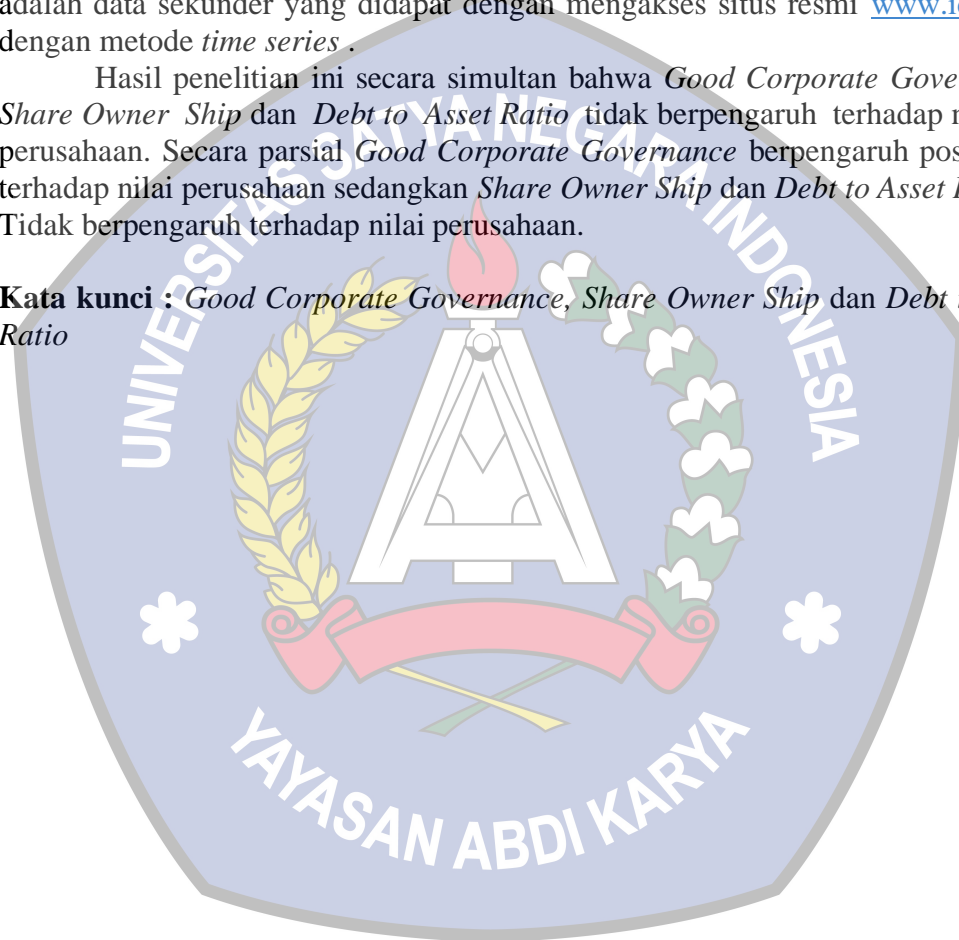 adalah data sekunder yang didapat dengan mengakses situs resmi
dengan metode time series .
Hasil penelitian ini secara simultan bahwa Good Corporate
Share Owner Ship dan Debt to Asset Ratio tidak berpengaruh terhadap
perusahaan. Secara parsial Good Corporate Governance berpengaruh
terhadap nilai perusahaan sedangkan Share Owner Ship dan Debt to Asset
Tidak berpengaruh terhadap nilai perusahaan.
Kata kunci : Good Corporate Governance, Share Owner Ship dan Debt
Ratio
UNIVERSITAS SATYA NEGARA INDONESIA
YAYASAN ABDI KARYA